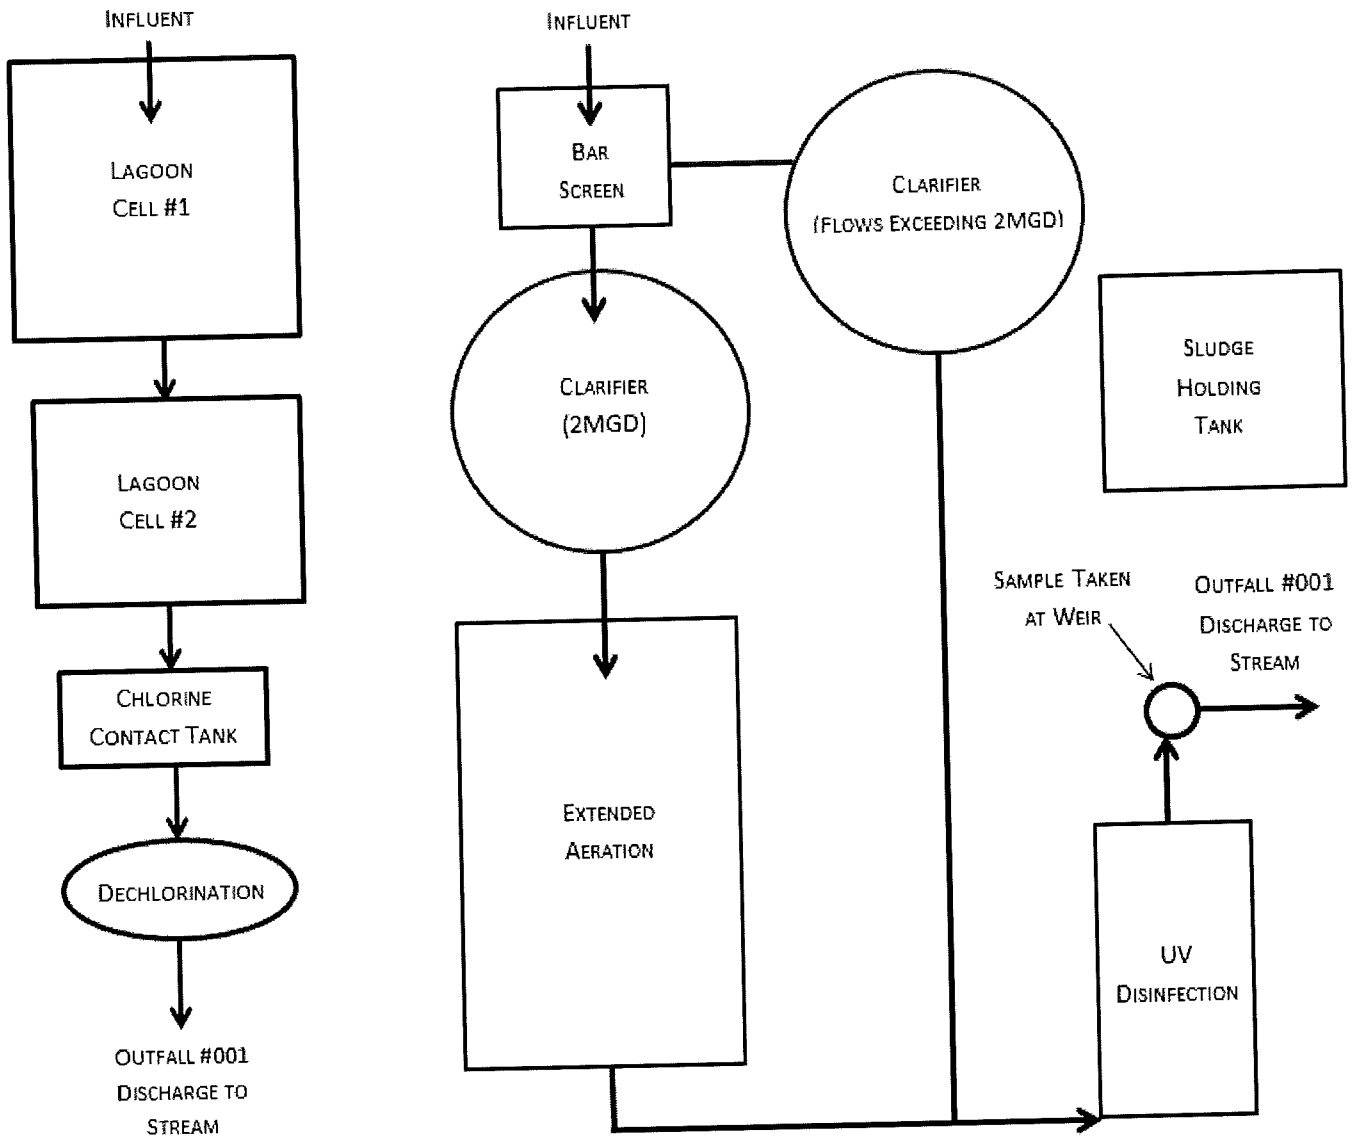 INFLUENT
LAGOON
CELL #1
LAGOON
CELL #2
CHLORINE
CONTACT TANK
DECHLORINATION
OUTFALL #001
DISCHARGE TO
STREAM
INFLUENT
BAR
SCREEN
CLARIFIER
(FLOWS EXCEEDING 2MGD)
CLARIFIER
(2MGD)
EXTENDED
AERATION
SLUDGE
HOLDING
TANK
SAMPLE TAKEN
AT WEIR
OUTFALL #001
DISCHARGE TO
STREAM
UV
DISINFECTION